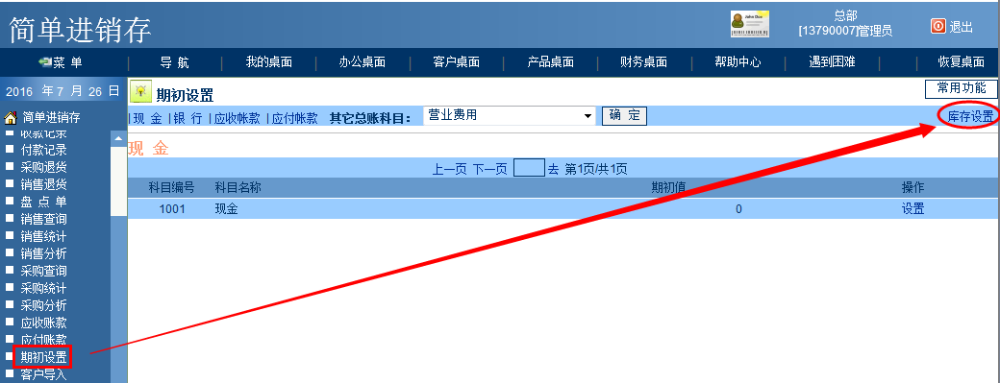 简单进销存
John Doe
总部
[13790007]管理员
退出
菜 单 | 导 航 | 我的桌面 | 办公桌面 | 客户桌面 | 产品桌面 | 财务桌面 | 帮助中心 | 遇到困难 | | 恢复桌面
2016 年 7 月 26 日
期初设置
常用功能
|现 金 |银 行 |应收帐款 |应付帐款 其它总账科目： 营业费用 确 定
库存设置
简单进销存
收款记录
付款记录
采购退货
销售退货
盘 点 单
销售查询
销售统计
销售分析
采购查询
采购统计
采购分析
应收账款
应付账款
期初设置
客户导入
现 金
上一页 下一页 去 第1页/共1页
科目编号 科目名称 期初值 操作
1001 现金 0 设置